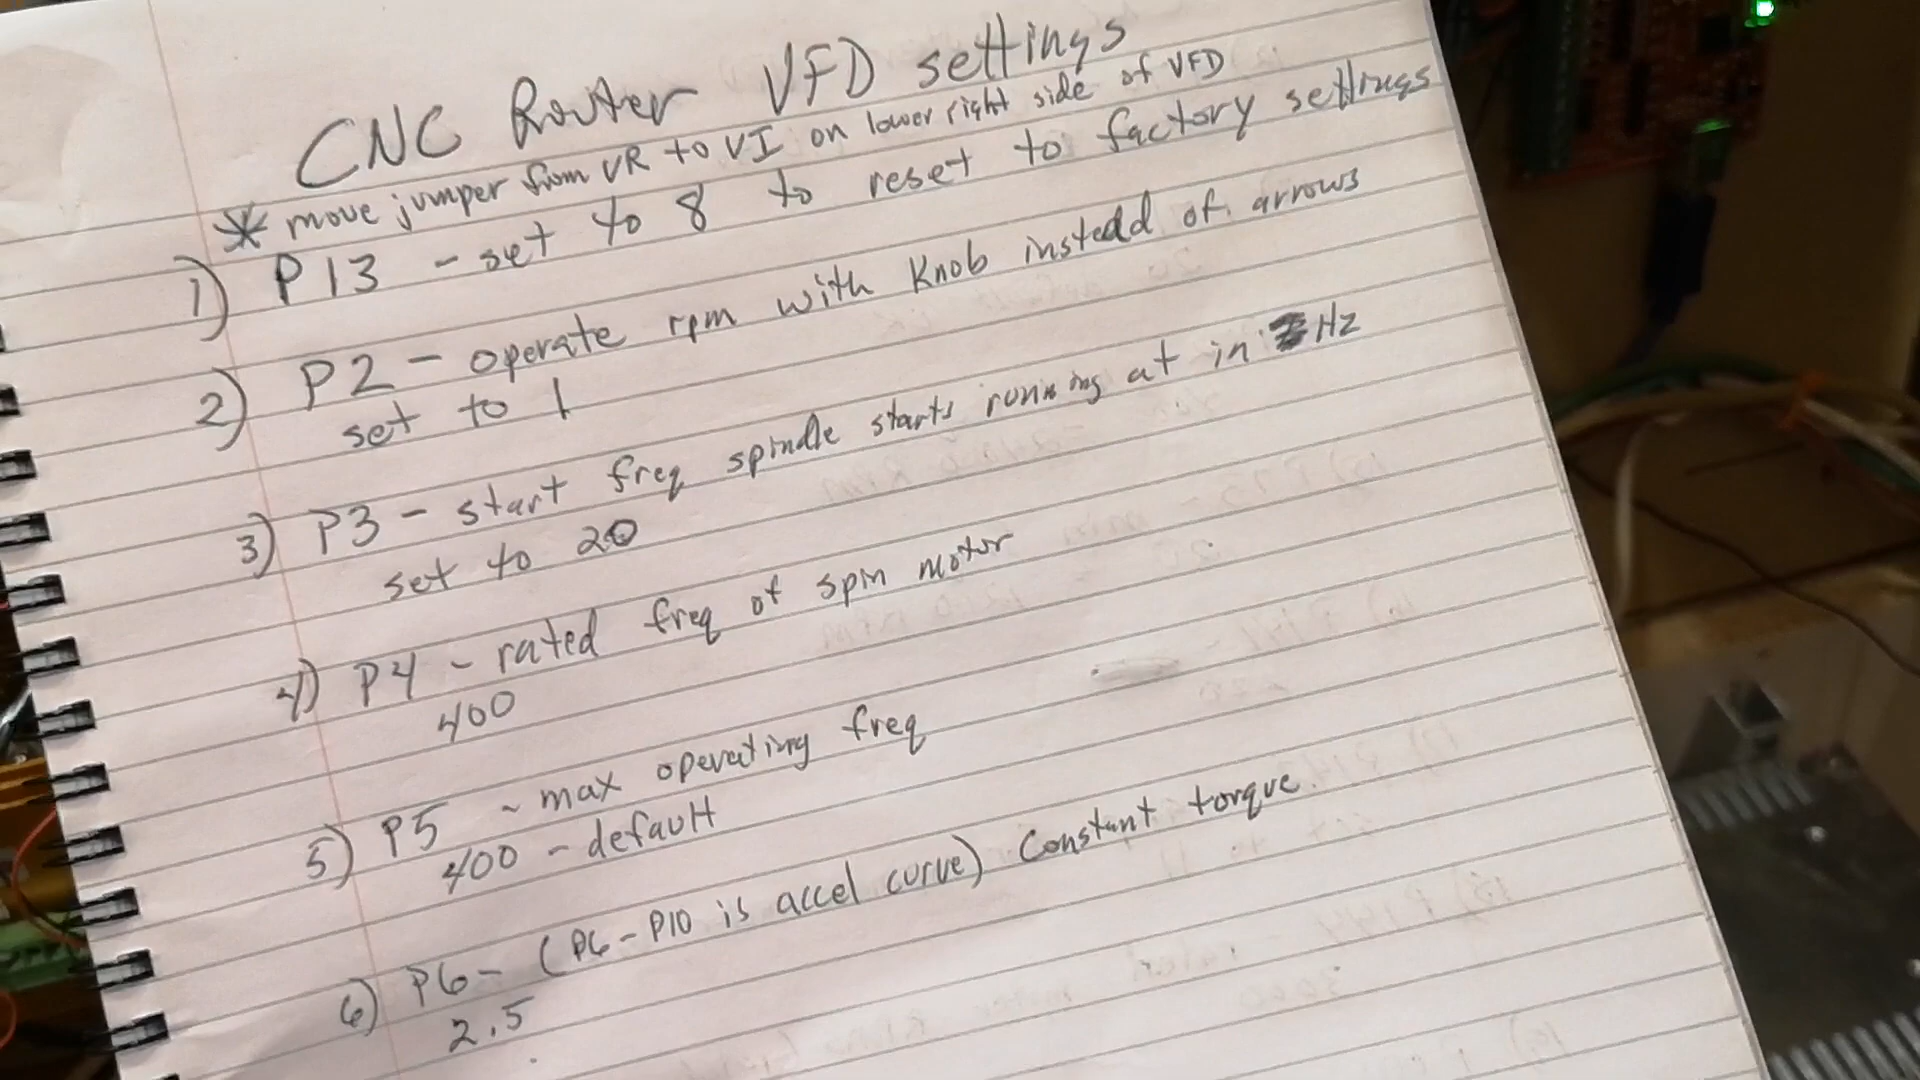 CNC Router VFD settings
* move jumper from VR to VI on lower right side of VFD
1) P13 - set to 8 to reset to factory settings
2) P2 - operate rpm with Knob instead of arrows
set to 1
3) P3 - start freq spindle starts running at in Hz
set to 20
4) P4 - rated freq of spin motor
400
5) P5 - max operating freq
400 - default
6) P6 - (P6 - P10 is accel curve) Constant torque
2.5